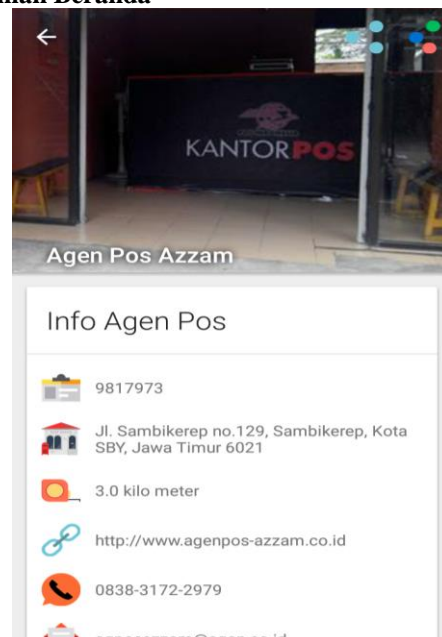 KANTORPOS
Agen Pos Azzam
Info Agen Pos
9817973
Jl. Sambikerep no.129, Sambikerep, Kota
SBY, Jawa Timur 6021
3.0 kilo meter
http://www.agenpos-azzam.co.id
0838-3172-2979